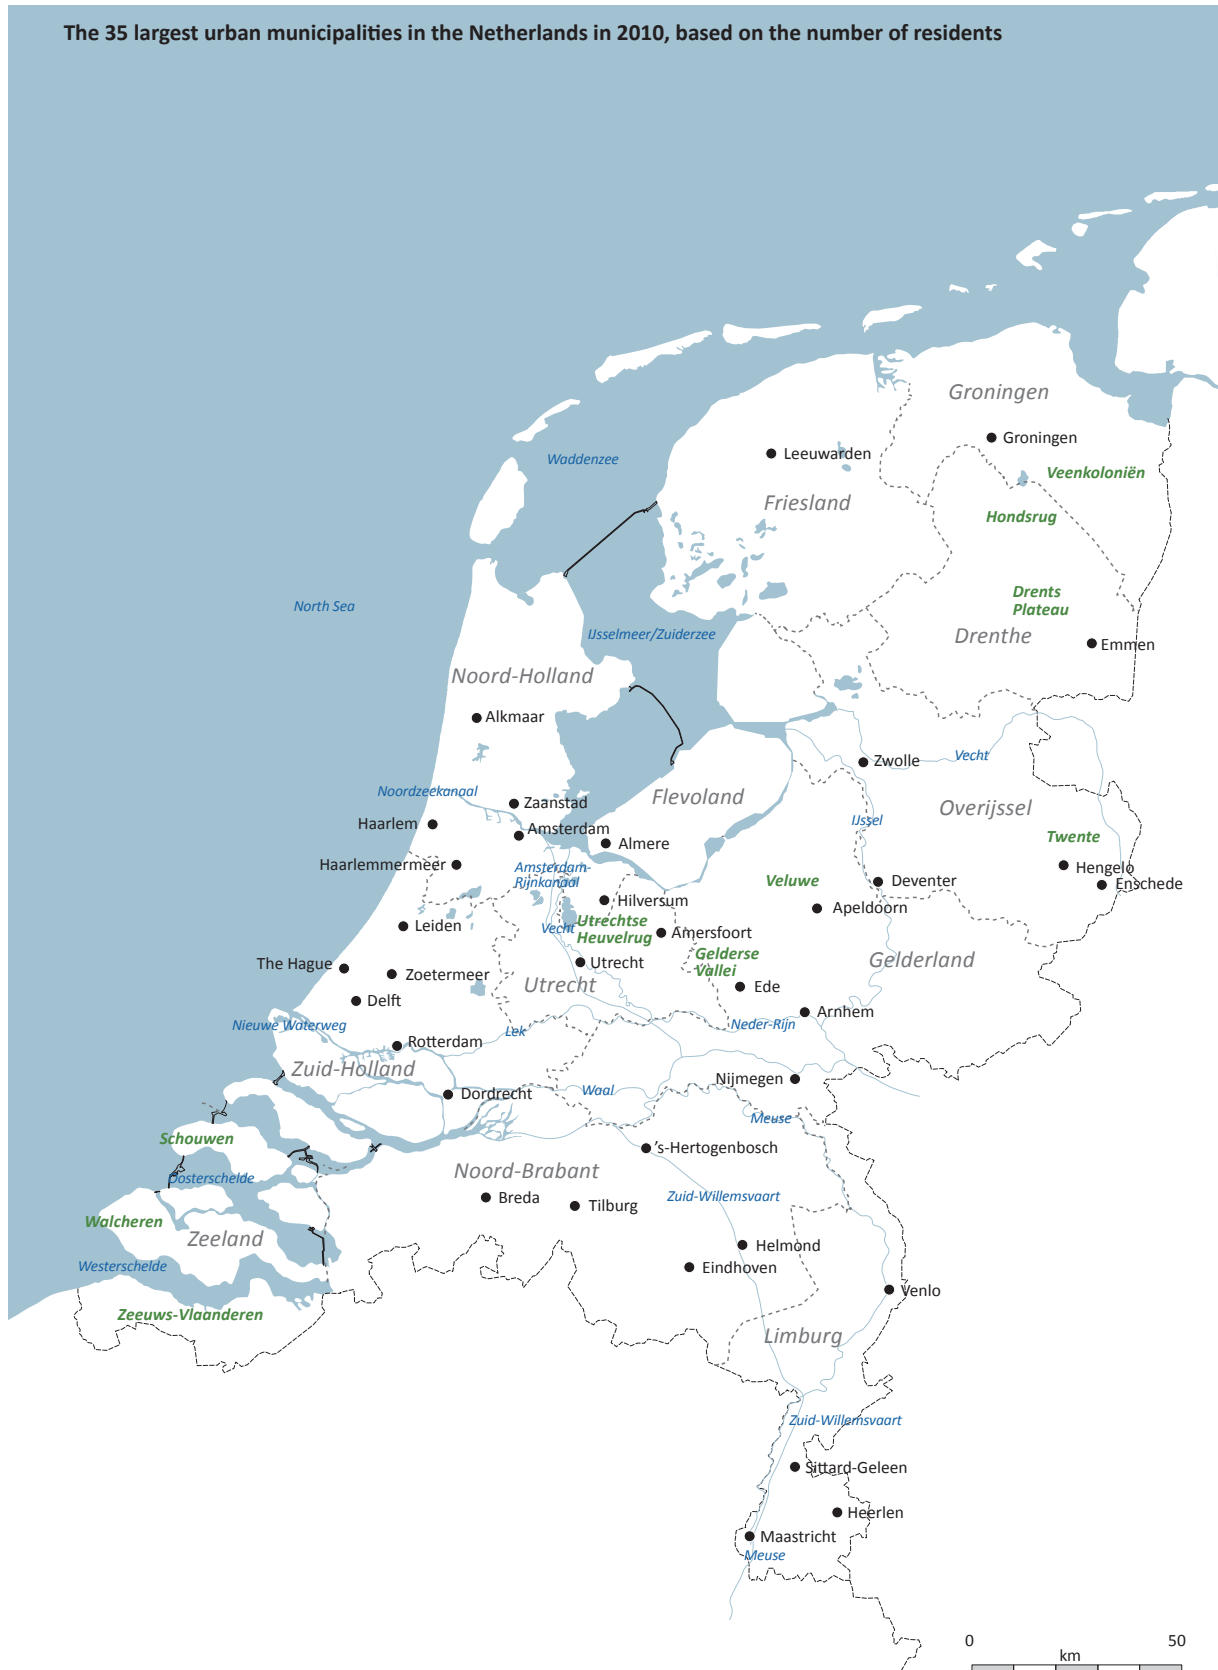 The 35 largest urban municipalities in the Netherlands in 2010, based on the number of residents
Groningen
Groningen
Leeuwarden
Waddenzee
Veenkoloniën
Friesland
Hondsrug
Drents
Plateau
North Sea
IJsselmeer/Zuiderzee
Drenthe
Emmen
Noord-Holland
Alkmaar
Vecht
Zwolle
Noordzeekanaal
Flevoland
Zaanstad
Overijssel
Haarlem
Amsterdam
IJssel
Twente
Almere
Haarlemmermeer
Amsterdam-
Rijnkanaal
Hengelo
Veluwe
Deventer
Enschede
Hilversum
Apeldoorn
Leiden
Vecht
Utrechtse
Heuvelrug
Amersfoort
Gelderse
Vallei
Gelderland
The Hague
Utrecht
Zoetermeer
Utrecht
Ede
Delft
Arnhem
Nieuwe Waterweg
Lek
Neder-Rijn
Rotterdam
Zuid-Holland
Nijmegen
Dordrecht
Waal
Meuse
Schouwen
's-Hertogenbosch
Noord-Brabant
Oosterschelde
Breda
Zuid-Willemsvaart
Tilburg
Walcheren
Zeeland
Helmond
Westerschelde
Eindhoven
Venlo
Zeeuws-Vlaanderen
Limburg
Zuid-Willemsvaart
Sittard-Geleen
Heerlen
Maastricht
Meuse
0
50
km